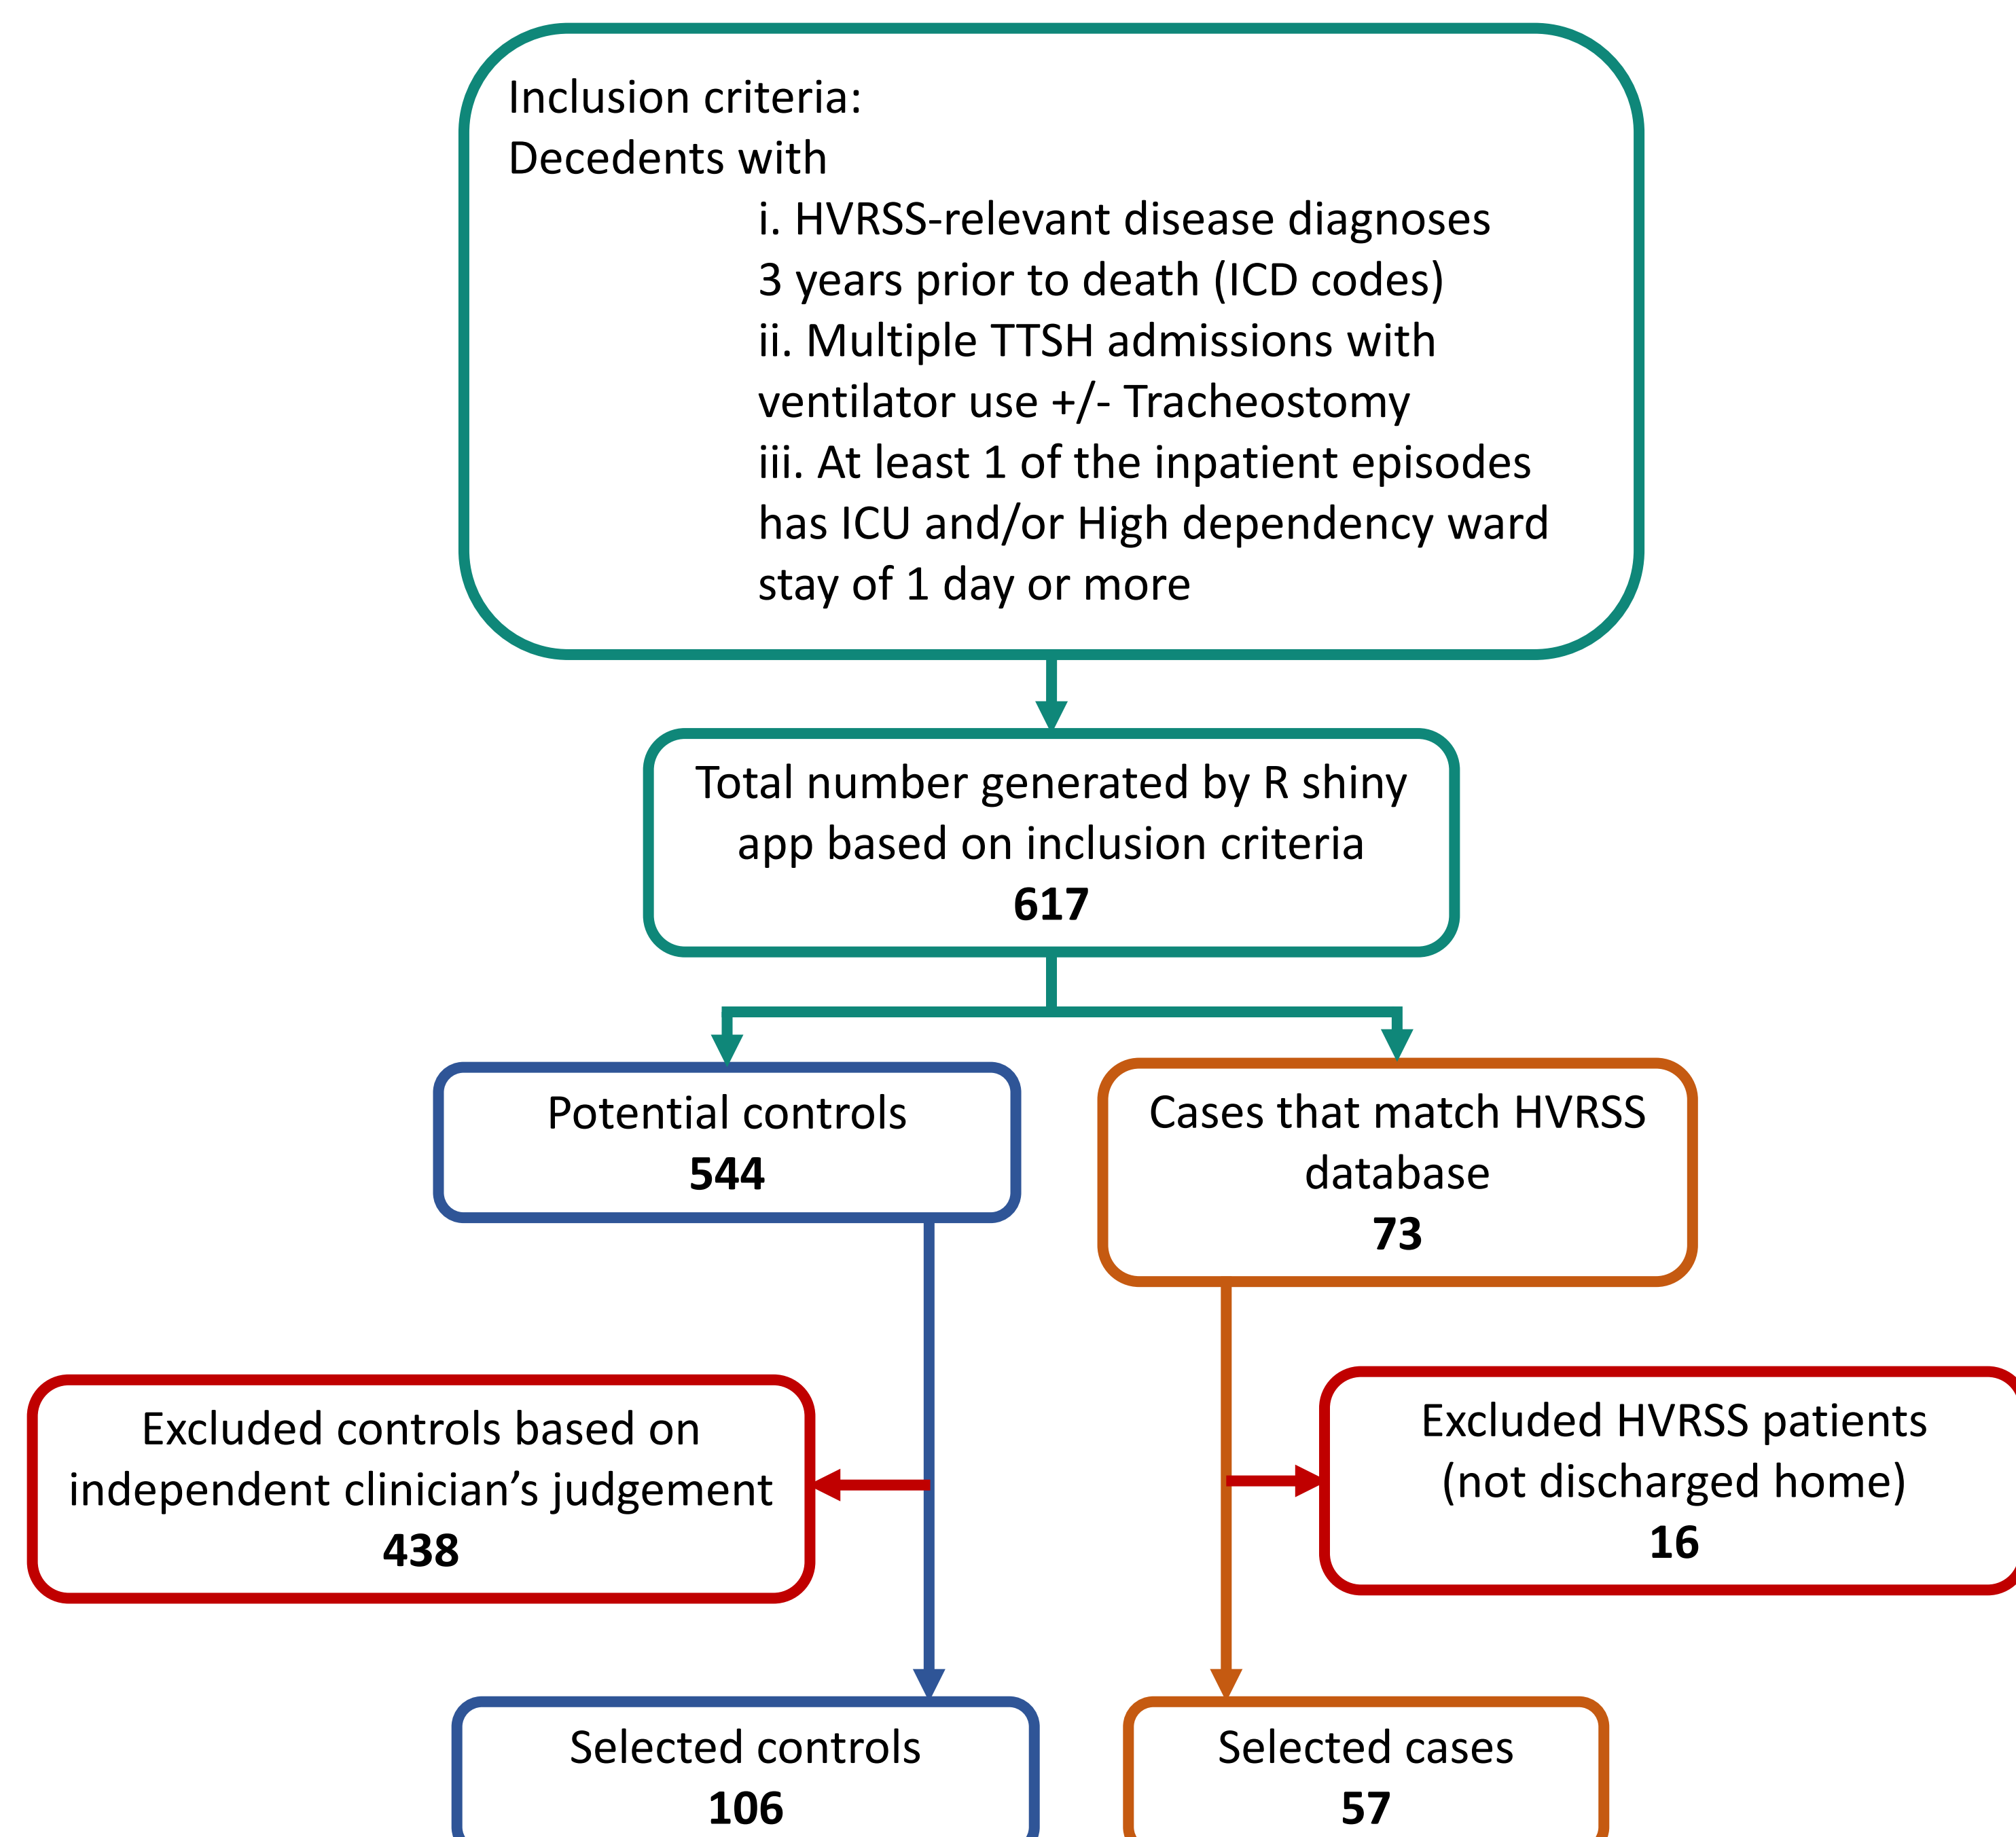 Inclusion criteria:
Decedents with
i. HVRSS-relevant disease diagnoses
3 years prior to death (ICD codes)
ii. Multiple TTSH admissions with
ventilator use +/- Tracheostomy
iii. At least 1 of the inpatient episodes
has ICU and/or High dependency ward
stay of 1 day or more
Total number generated by R shiny
app based on inclusion criteria
617
Potential controls
544
Cases that match HVRSS
database
73
Excluded controls based on
independent clinician’s judgement
438
Excluded HVRSS patients
(not discharged home)
16
Selected controls
106
Selected cases
57